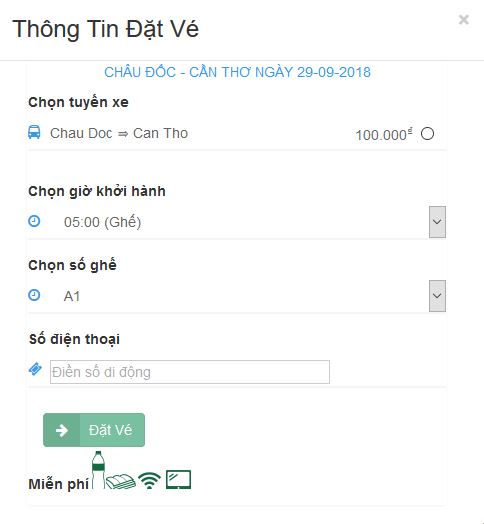 Thông Tin Đặt Vé
CHÂU ĐỐC - CẦN THƠ NGÀY 29-09-2018
Chọn tuyến xe
Chau Doc ⇒ Can Tho 100.000₫
Chọn giờ khởi hành
05:00 (Ghế)
Chọn số ghế
A1
Số điện thoại
Điền số di động
Đặt Vé
Miễn phí